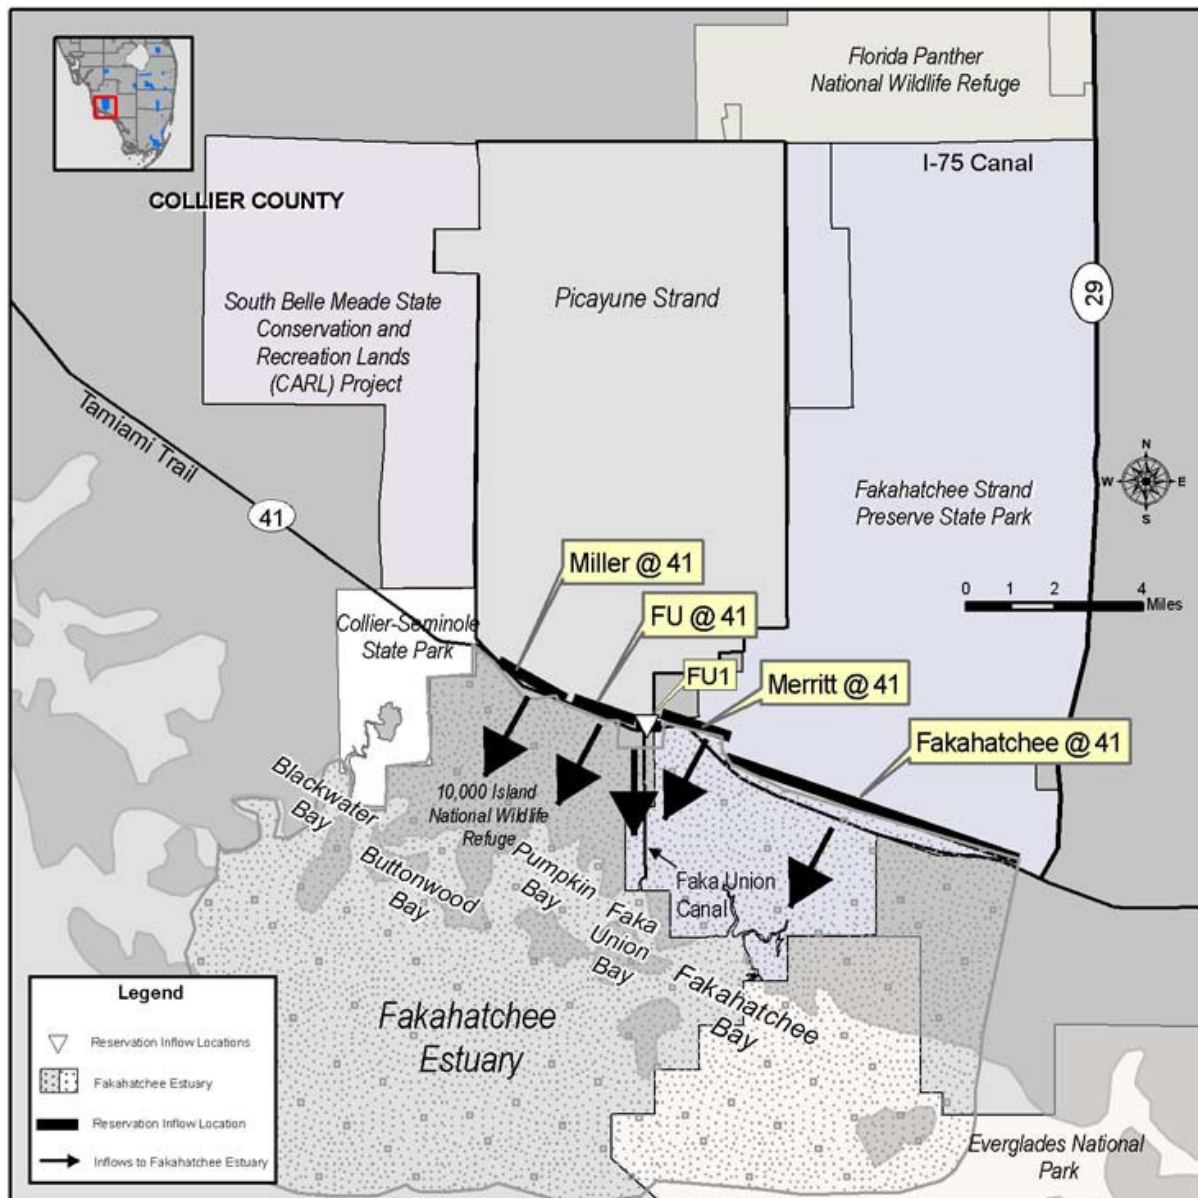 Florida Panther
National Wildlife Refuge
I-75 Canal
COLLIER COUNTY
29
South Belle Meade State
Conservation and
Recreation Lands
(CARL) Project
Picayune Strand
Tamiami Trail
41
Fakahatchee Strand
Preserve State Park
N
W
E
S
0 1 2 4
Miles
Miller @ 41
FU @ 41
FU1
Merritt @ 41
Fakahatchee @ 41
Collier-Seminole
State Park
10,000 Island
National Wildlife
Refuge
Blackwater
Bay
Buttonwood
Bay
Pumpkin
Bay
Faka
Union
Bay
Faka Union
Canal
Fakahatchee
Bay
Fakahatchee
Estuary
Everglades National
Park
Legend
Reservation Inflow Locations
Fakahatchee Estuary
Reservation Inflow Location
Inflows to Fakahatchee Estuary